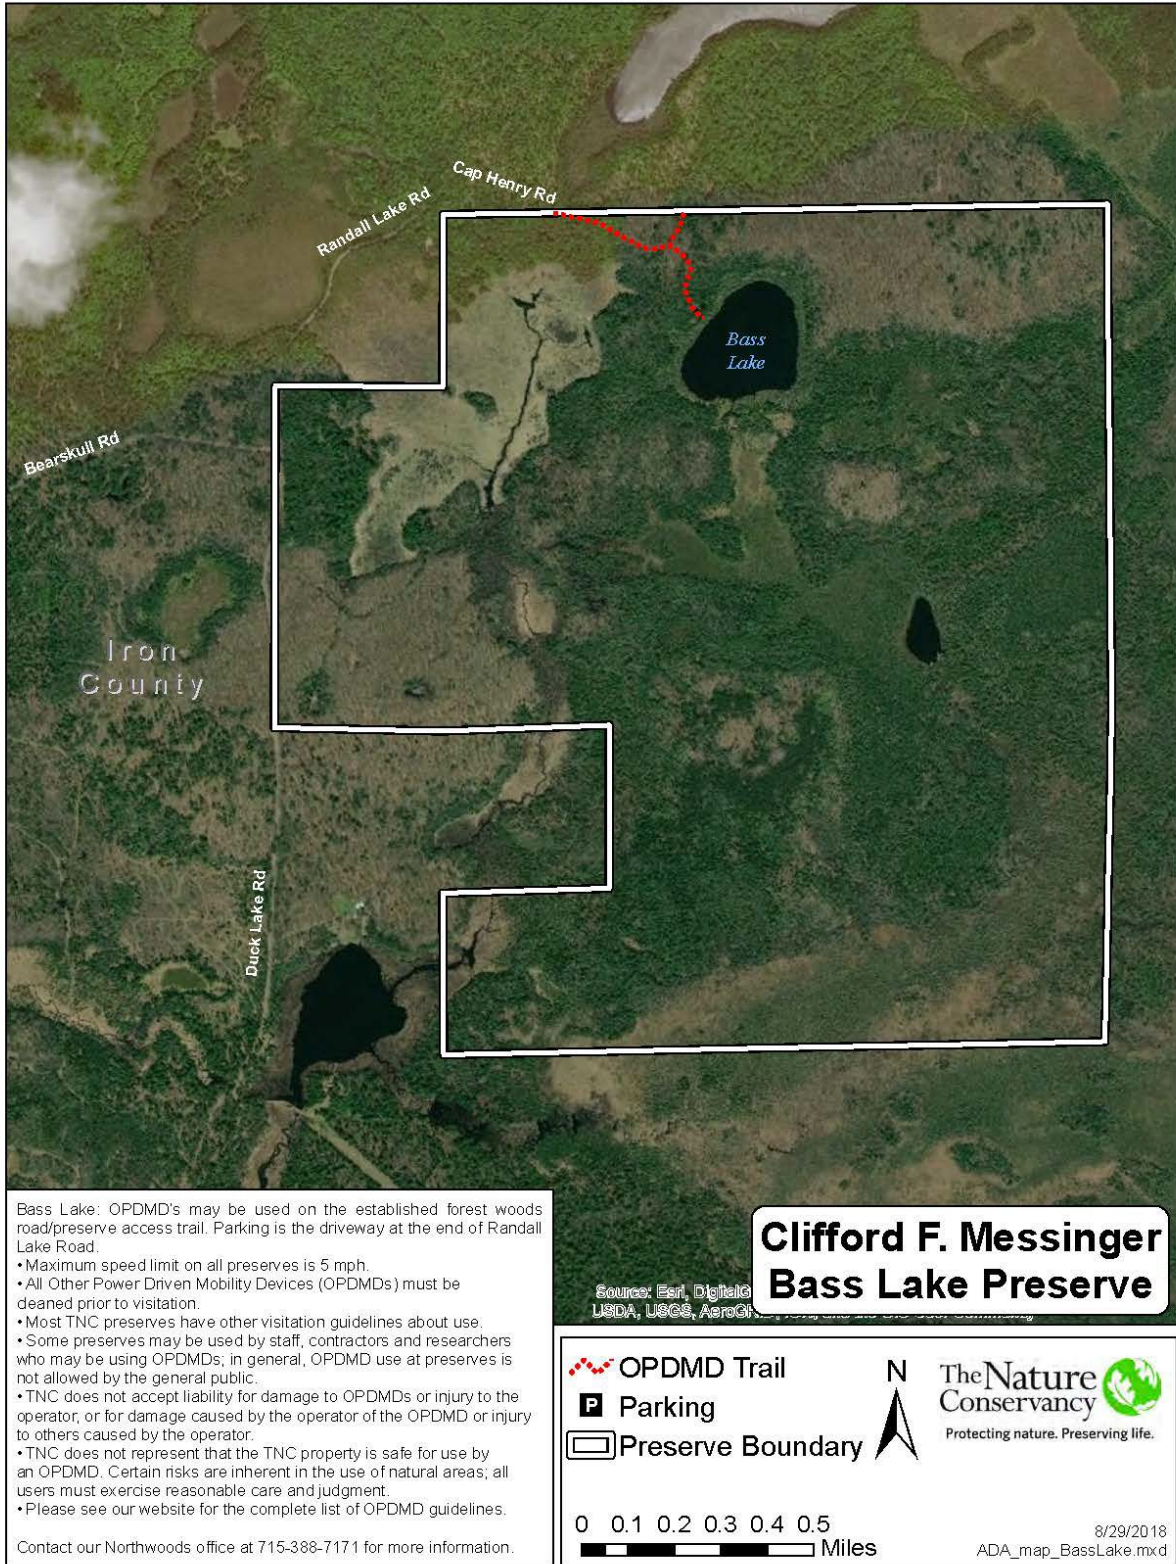 Cap Henry Rd
Randall Lake Rd
Bass
Lake
Bearskull Rd
Iron
County
Duck Lake Rd
Bass Lake: OPDMD's may be used on the established forest woods
road/preserve access trail. Parking is the driveway at the end of Randall
Lake Road.
• Maximum speed limit on all preserves is 5 mph.
• All Other Power Driven Mobility Devices (OPDMDs) must be
cleaned prior to visitation.
• Most TNC preserves have other visitation guidelines about use.
• Some preserves may be used by staff, contractors and researchers
who may be using OPDMDs; in general, OPDMD use at preserves is
not allowed by the general public.
• TNC does not accept liability for damage to OPDMDs or injury to the
operator, or for damage caused by the operator of the OPDMD or injury
to others caused by the operator.
• TNC does not represent that the TNC property is safe for use by
an OPDMD. Certain risks are inherent in the use of natural areas; all
users must exercise reasonable care and judgment.
• Please see our website for the complete list of OPDMD guidelines.
Contact our Northwoods office at 715-388-7171 for more information.
Clifford F. Messinger
Bass Lake Preserve
Source: Esri,
USDA, USGS,
OPDMD Trail
P Parking
Preserve Boundary
N
The Nature
Conservancy
Protecting nature. Preserving life.
0 0.1 0.2 0.3 0.4 0.5
Miles
8/29/2018
ADA_map_BassLake.mxd